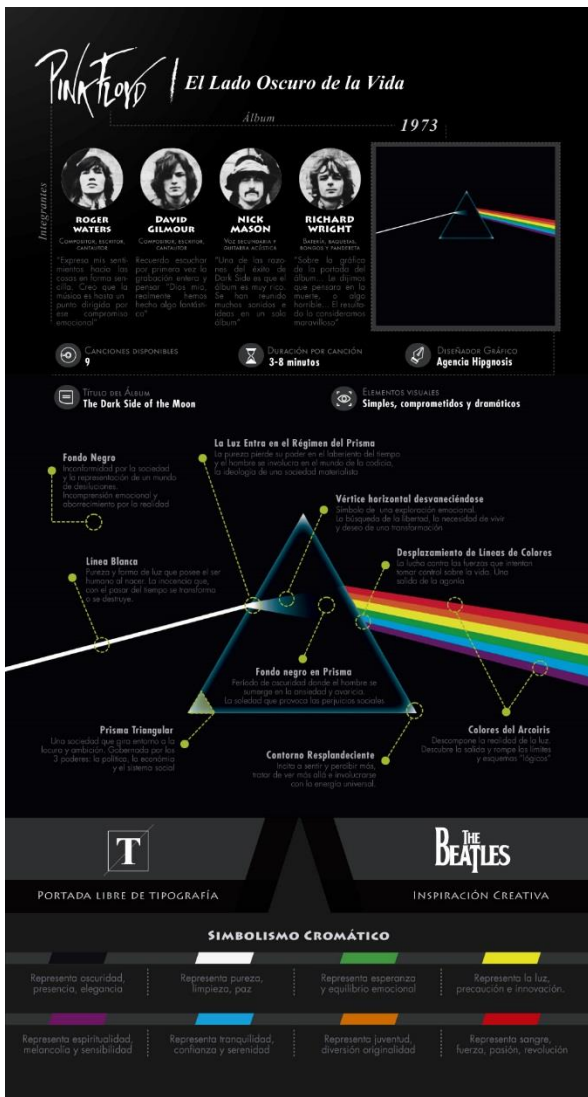 PINK FLOYD | El Lado Oscuro de la Vida
Álbum
1973
Integrantes
ROGER WATERS
COMPOSITOR, ESCRITOR, CANTAUTOR
"Expresa mis senti-
mientos hacia las
cosas en forma sen-
cilla. Creo que la
música es hasta un
punto dirigida por
ese compromiso
emocional"
DAVID GILMOUR
COMPOSITOR, ESCRITOR, CANTAUTOR
"Recuerdo escuchar
por primera vez la
grabación entera y
pensar "Dios mio,
realmente hemos
hecho algo fantásti-
co"
NICK MASON
VOZ SECUNDARIA Y GUITARRA ACÚSTICA
"Una de las razo
nes del éxito de
Dark Side es que el
álbum es muy rico.
Se han reunido
muchas sonidos e
ideas en un solo
álbum"
RICHARD WRIGHT
BATERÍA, BAQUETAS, BONGOS Y PANDERETA
"Sobre la gráfica
de la portada del
álbum... Le dijimos
que pensara en la
muerte, o algo
horrible... El resulta-
do lo consideramos
maravilloso"
CANCIONES DISPONIBLES
9
DURACIÓN POR CANCIÓN
3-8 minutos
DISEÑADOR GRÁFICO
Agencia Hipgnosis
TÍTULO DEL ÁLBUM
The Dark Side of the Moon
ELEMENTOS VISUALES
Simples, comprometidos y dramáticos
La Luz Entra en el Régimen del Prisma
La pureza pierde su poder en el laberiento del tiempo
y el hombre se involucra en el mundo de la codicia,
la ideología de una sociedad materialista
Fondo Negro
Inconformidad por la sociedad
y la representación de un mundo
de desiluciones.
Incomprensión emocional y
aborrecimiento por la realidad
Vértice horizontal desvaneciéndose
Símbolo de una exploración emocional.
La búsqueda de la libertad, la necesidad de vivir
y deseo de una transformación
Desplazamiento de Líneas de Colores
La lucha contra las fuerzas que intentan
tomar control sobre la vida. Una
salida de la agonía
Línea Blanca
Pureza y forma de luz que posee el ser
humano al nacer. La inocencia que,
con el pasar del tiempo se transforma
o se destruye.
Fondo negro en Prisma
Período de oscuridad donde el hombre se
sumerge en la ansiedad y avaricia.
La soledad que provoca las perjuicios sociales.
Prisma Triangular
Una sociedad que gira entorno a la
locura y ambición. Gobernada por los
3 poderes: la política, la economía
y el sistema social
Contorno Resplandeciente
Incita a sentir y percibir más,
tratar de ver más allá e involucrarse
con la energía universal.
Colores del Arcoiris
Descompone la realidad de la luz.
Descubre la salida y rompe los límites
y esquemas "lógicos"
T
PORTADA LIBRE DE TIPOGRAFÍA
THE BEATLES
INSPIRACIÓN CREATIVA
SIMBOLISMO CROMÁTICO
Representa oscuridad,
presencia, elegancia
Representa pureza,
limpieza, paz
Representa esperanza
y equilibrio emocional
Representa la luz,
precaución e innovación.
Representa espiritualidad,
melancolía y sensibilidad
Representa tranquilidad,
confianza y serenidad
Representa juventud,
diversión originalidad
Representa sangre,
fuerza, pasión, revolución